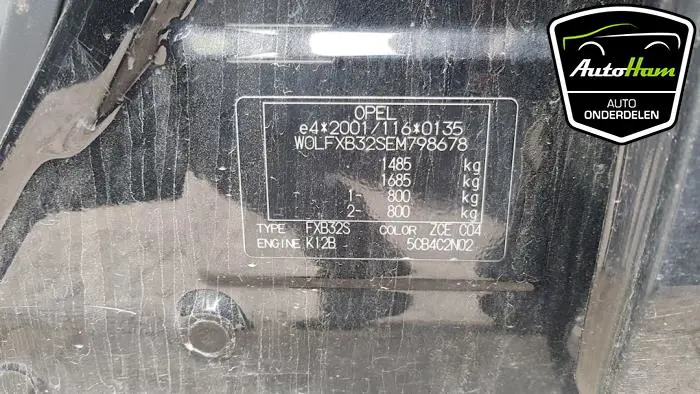 OPEL
e4*2001/116*0135
W0LFXB32SEM798678
1485 kg
1685 kg
1- 800 kg
2- 800 kg
TYPE FXB32S COLOR ZCE C04
ENGINE K12B 5CB4C2N02
AutoHam
AUTO
ONDERDELEN